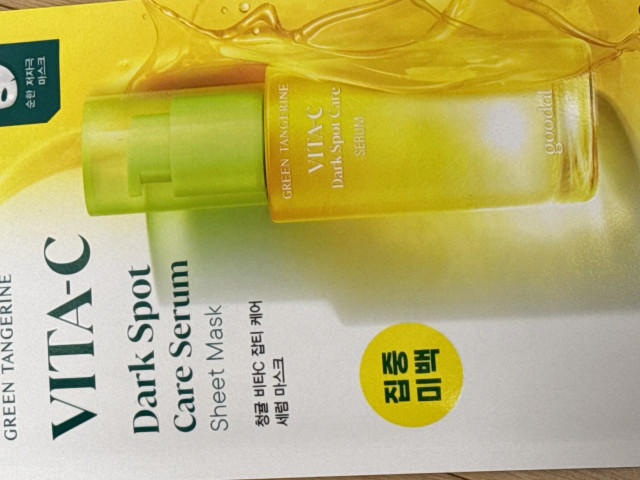 순한 저자극
마스크
GREEN TANGERINE
VITA-C
Dark Spot Care
SERUM
goodal
GREEN TANGERINE
VITA-C
Dark Spot
Care Serum
Sheet Mask
청귤 비타C 잡티 케어
세럼 마스크
집중
미백